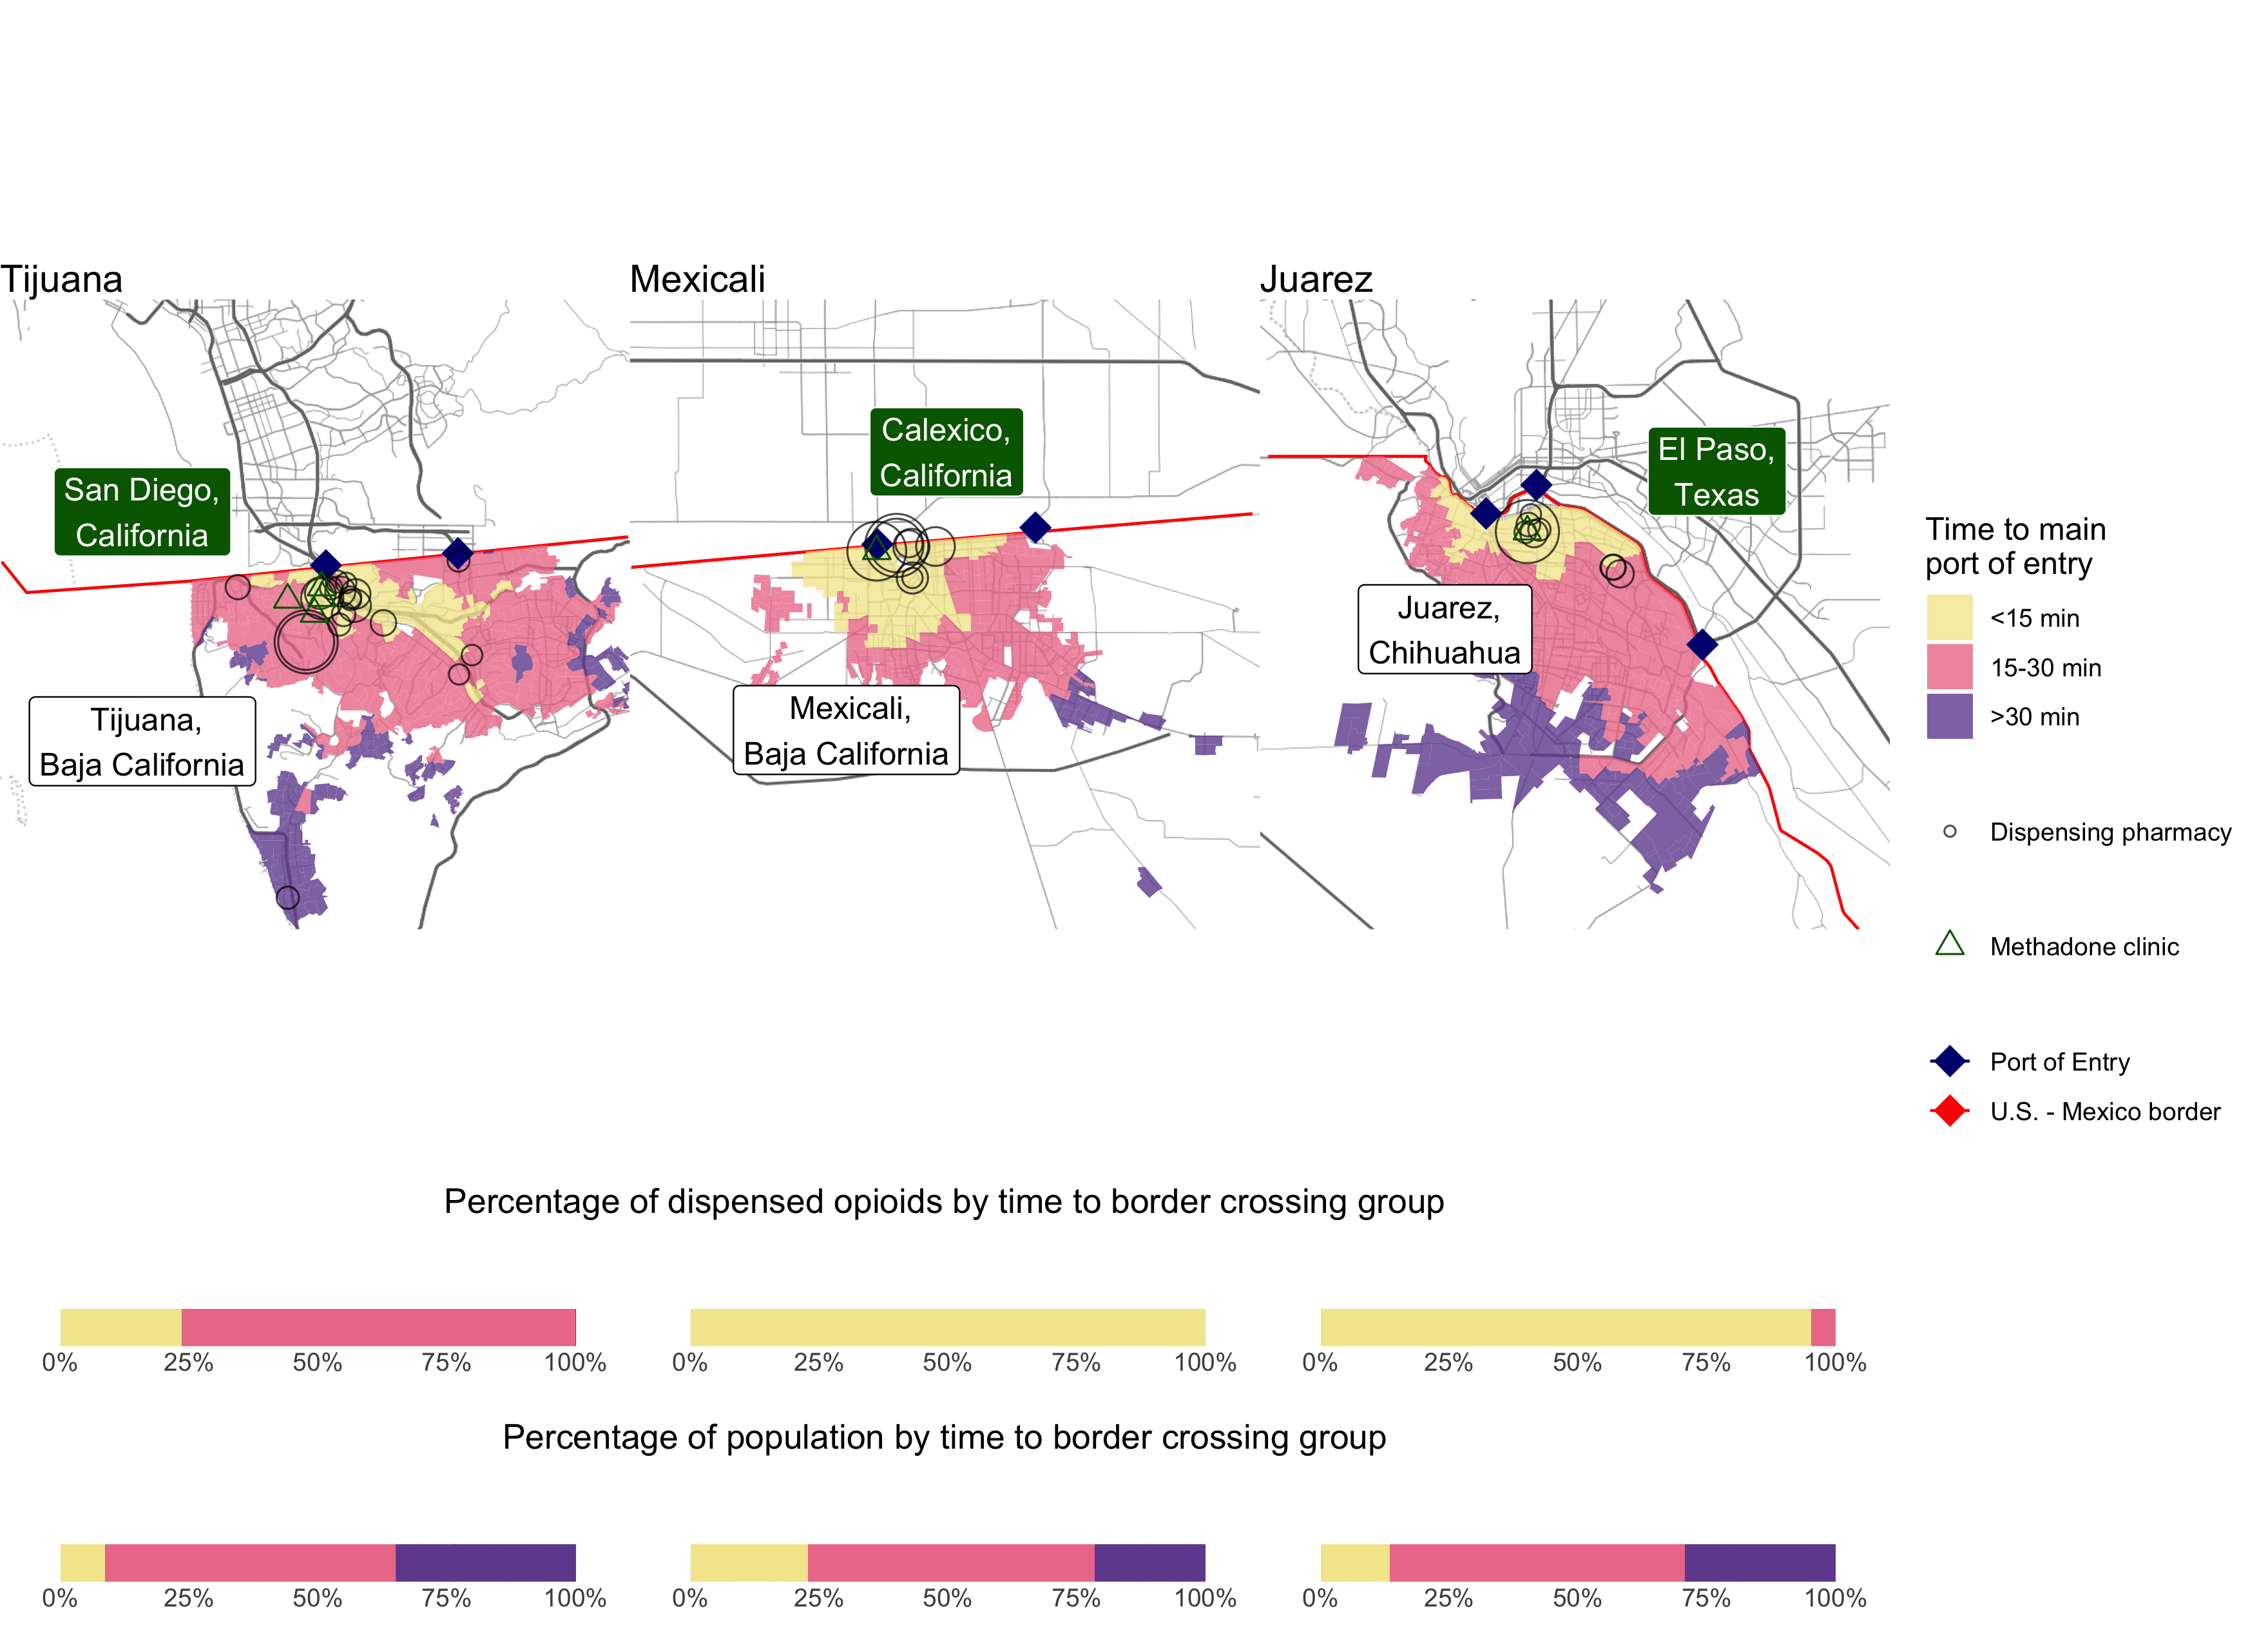 Tijuana
Mexicali
Juarez
San Diego,
California
Calexico,
California
El Paso,
Texas
Tijuana,
Baja California
Mexicali,
Baja California
Juarez,
Chihuahua
Time to main
port of entry
<15 min
15-30 min
>30 min
Dispensing pharmacy
Methadone clinic
Port of Entry
U.S. - Mexico border
Percentage of dispensed opioids by time to border crossing group
0% 25% 50% 75% 100%
0% 25% 50% 75% 100%
0% 25% 50% 75% 100%
Percentage of population by time to border crossing group
0% 25% 50% 75% 100%
0% 25% 50% 75% 100%
0% 25% 50% 75% 100%